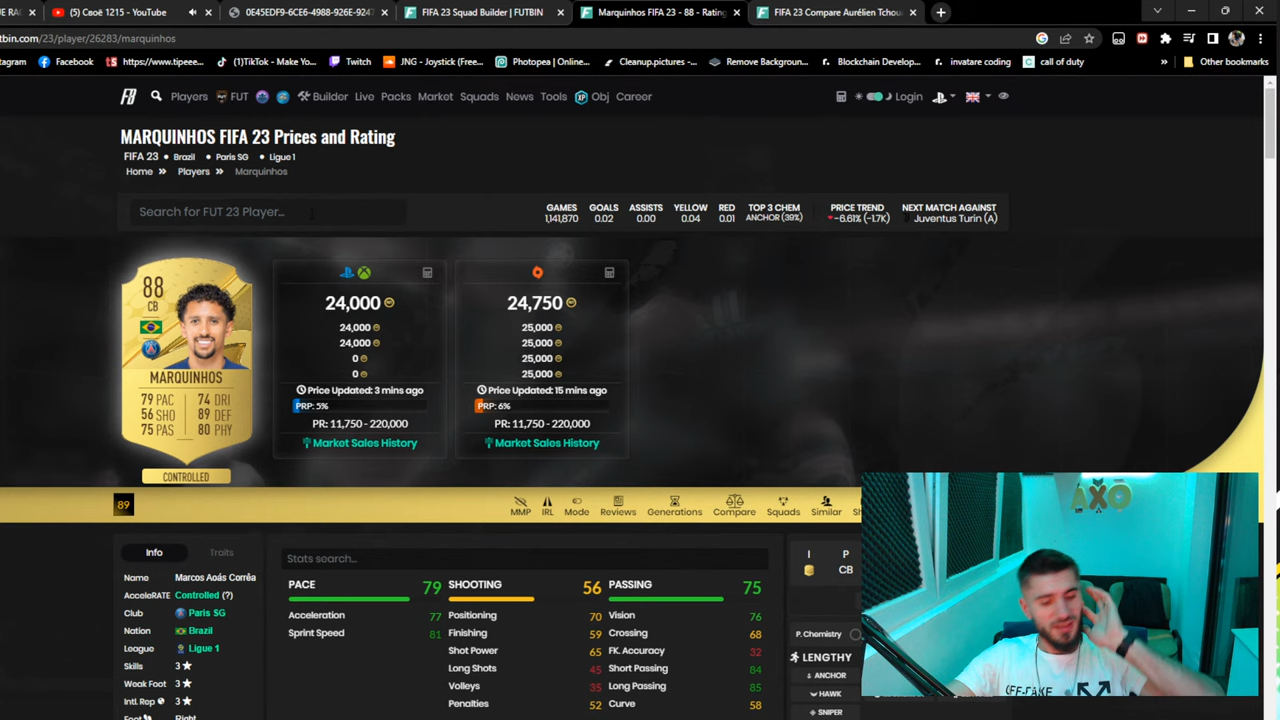 (5) Caoë 1215 - YouTube
0E45EDF9-6CE6-4988-926E-9247
FIFA 23 Squad Builder | FUTBIN
Marquinhos FIFA 23 - 88 - Rating
FIFA 23 Compare Aurélien Tchou
tbin.com/23/player/26283/marquinhos
tagram
Facebook
https://www.tipeee...
(1)TikTok - Make Yo...
Twitch
JNG - Joystick (Free...
Photopea | Online...
Cleanup.pictures -...
Remove Backgroun...
Blockchain Develop...
invatare coding
call of duty
Other bookmarks
Players
FUT
Builder
Live
Packs
Market
Squads
News
Tools
Obj
Career
Login
MARQUINHOS FIFA 23 Prices and Rating
FIFA 23 • Brazil • Paris SG • Ligue 1
Home » Players » Marquinhos
Search for FUT 23 Player...
GAMES GOALS ASSISTS YELLOW RED TOP 3 CHEM PRICE TREND NEXT MATCH AGAINST
1,141,870 0.02 0.00 0.04 0.01 ANCHOR (39%) -6.61% (-1.7K) Juventus Turin (A)
88
CB
MARQUINHOS
79 PAC 74 DRI
56 SHO 89 DEF
75 PAS 80 PHY
CONTROLLED
24,000
24,000
24,000
0
0
Price Updated: 3 mins ago
PRP: 5%
PR: 11,750 - 220,000
Market Sales History
24,750
25,000
25,000
25,000
25,000
Price Updated: 15 mins ago
PRP: 6%
PR: 11,750 - 220,000
Market Sales History
89
MMP IRL Mode Reviews Generations Compare Squads Similar
Info Traits
Name Marcos Aoás Corrêa
AcceleRATE Controlled (?)
Club Paris SG
Nation Brazil
League Ligue 1
Skills 3
Weak Foot 3
Intl. Rep 3
Foot Right
Stats search...
PACE 79
Acceleration 77
Sprint Speed 81
SHOOTING 56
Positioning 70
Finishing 59
Shot Power 65
Long Shots 45
Volleys 35
Penalties 52
PASSING 75
Vision 76
Crossing 68
FK. Accuracy 32
Short Passing 84
Long Passing 85
Curve 58
I P
CB
P. Chemistry
LENGTHY
ANCHOR
HAWK
SNIPER
AXO
OFF-FAKE